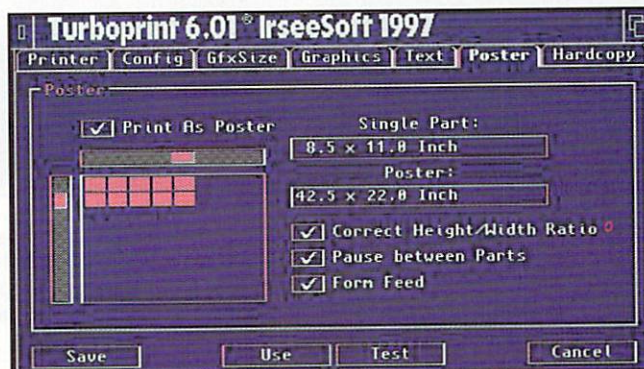 Turboprint 6.01 ® IrseeSoft 1997
Printer Config GfxSize Graphics Text Poster Hardcopy
Poster
Print As Poster
Single Part:
8.5 x 11.0 Inch
Poster:
42.5 x 22.0 Inch
Correct Height/Width Ratio
Pause between Parts
Form Feed
Save Use Test Cancel